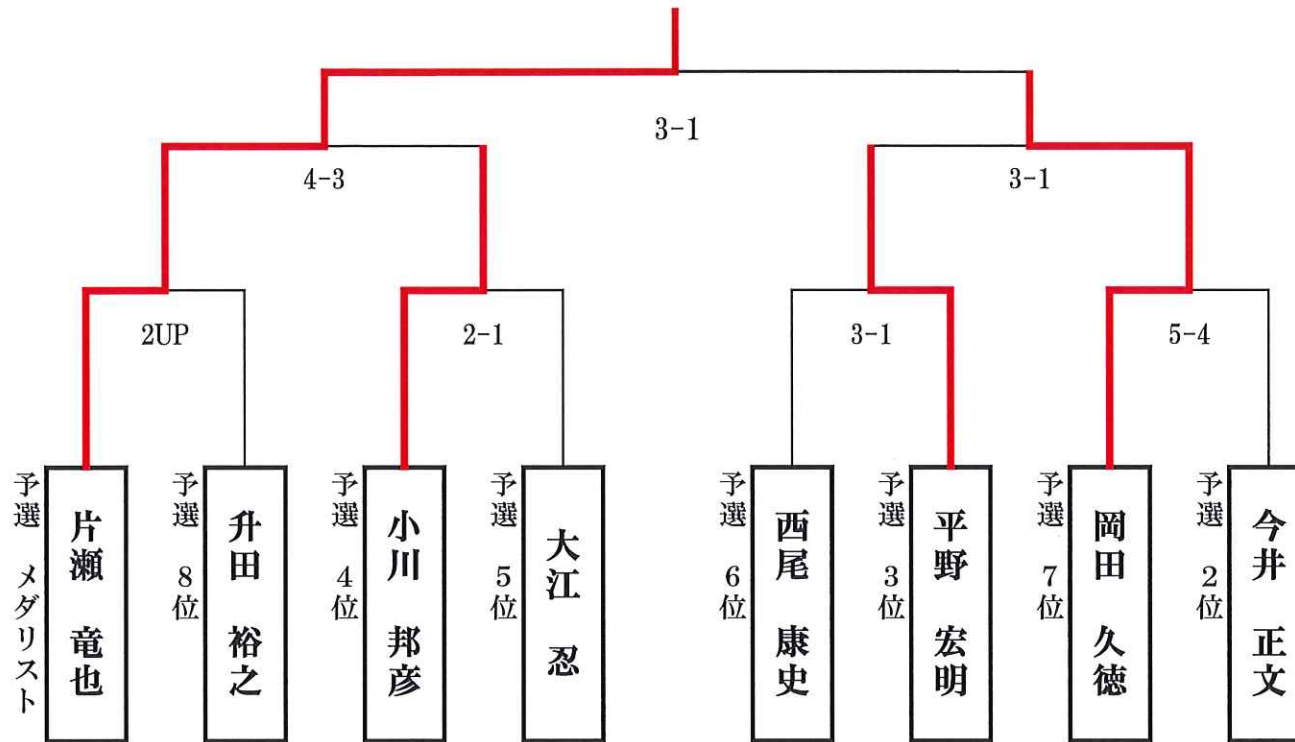 3-1
4-3
3-1
2UP
2-1
3-1
5-4
予選 メダリスト
片瀬 竜也
予選 8位
升田 裕之
予選 4位
小川 邦彦
予選 5位
大江 忍
予選 6位
西尾 康史
予選 3位
平野 宏明
予選 7位
岡田 久徳
予選 2位
今井 正文